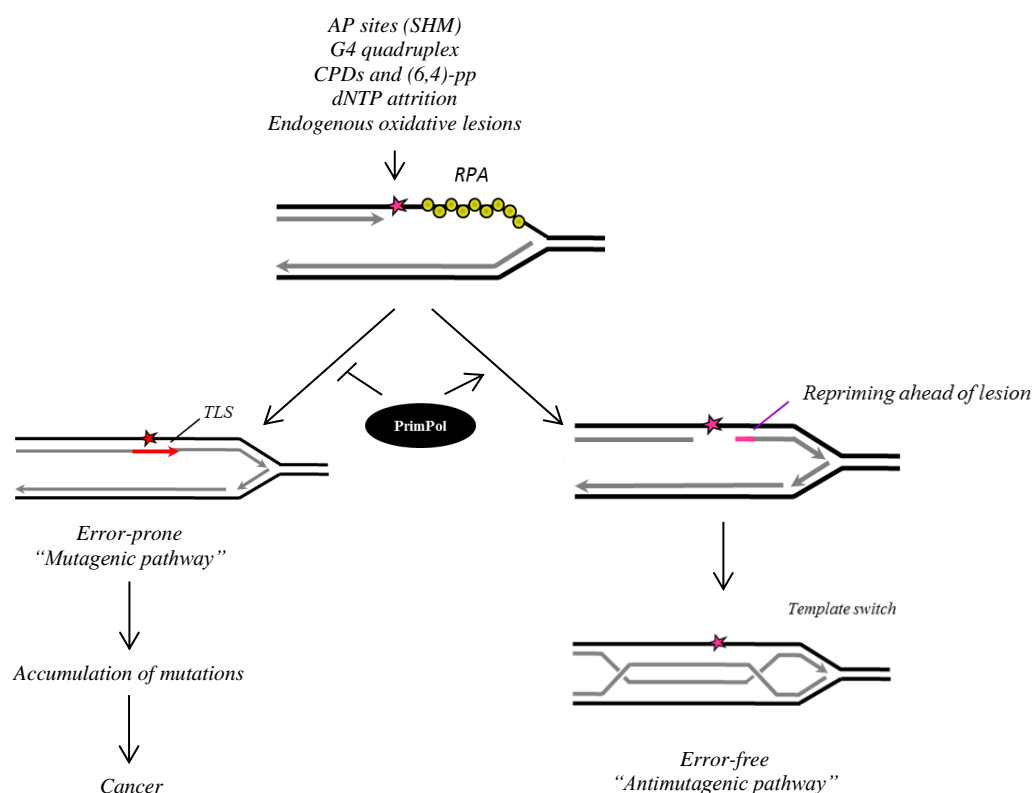 AP sites (SHM)
G4 quadruplex
CPDs and (6,4)-pp
dNTP attrition
Endogenous oxidative lesions
RPA
PrimPol
TLS
Error-prone
“Mutagenic pathway”
Accumulation of mutations
Cancer
Repriming ahead of lesion
Template switch
Error-free
“Antimutagenic pathway”